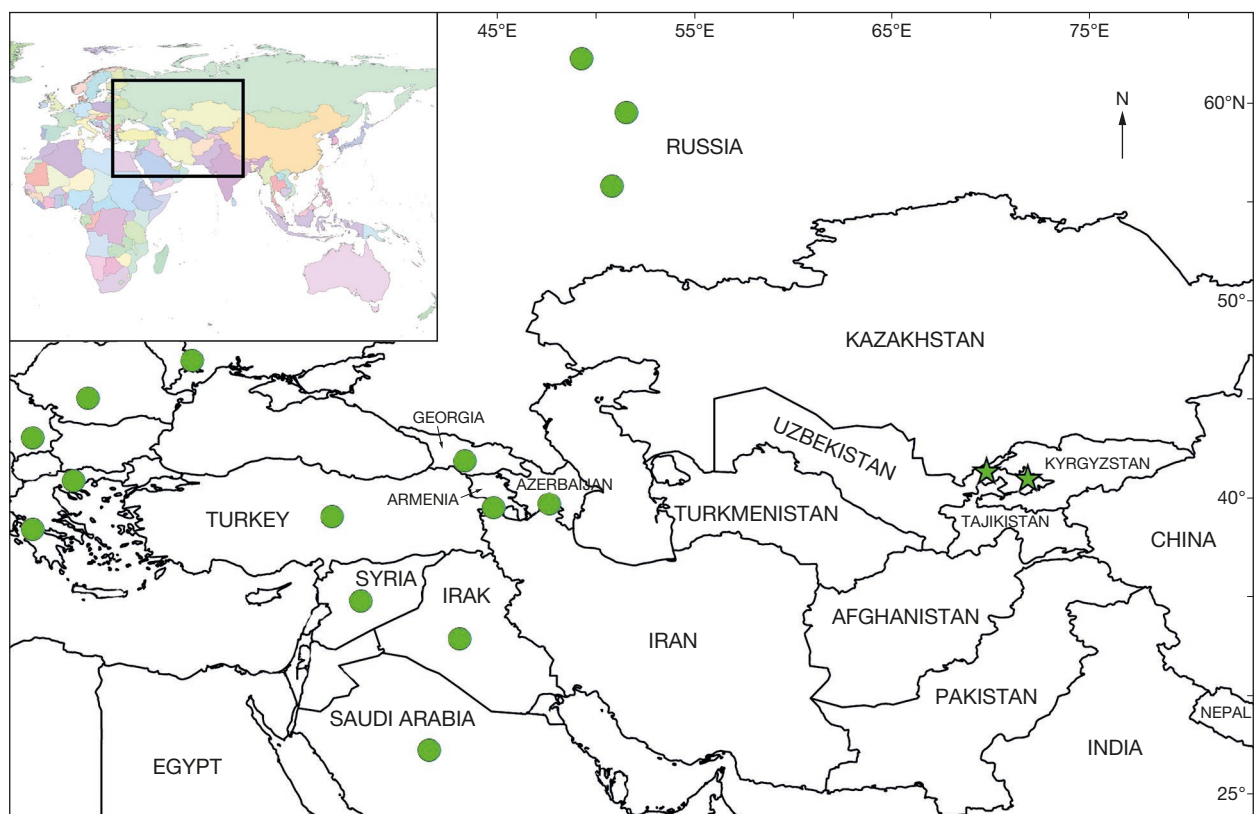 45°E
55°E
65°E
75°E
N
60°N
RUSSIA
50°
KAZAKHSTAN
GEORGIA
UZBEKISTAN
KYRGYZSTAN
ARMENIA
AZERBAIJAN
40°
TURKEY
TURKMENISTAN
TAJIKISTAN
CHINA
SYRIA
IRAK
AFGHANISTAN
IRAN
PAKISTAN
SAUDI ARABIA
NEPAL
INDIA
EGYPT
25°